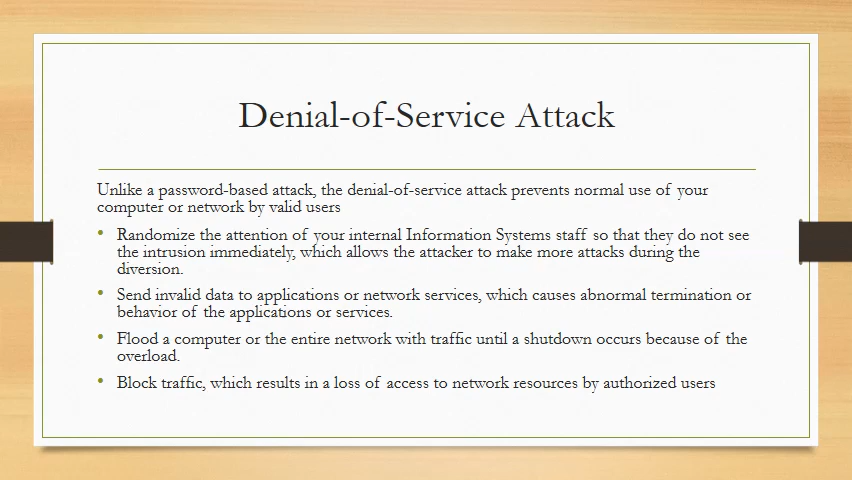 Denial-of-Service Attack
Unlike a password-based attack, the denial-of-service attack prevents normal use of your
computer or network by valid users
• Randomize the attention of your internal Information Systems staff so that they do not see
the intrusion immediately, which allows the attacker to make more attacks during the
diversion.
• Send invalid data to applications or network services, which causes abnormal termination or
behavior of the applications or services.
• Flood a computer or the entire network with traffic until a shutdown occurs because of the
overload.
• Block traffic, which results in a loss of access to network resources by authorized users